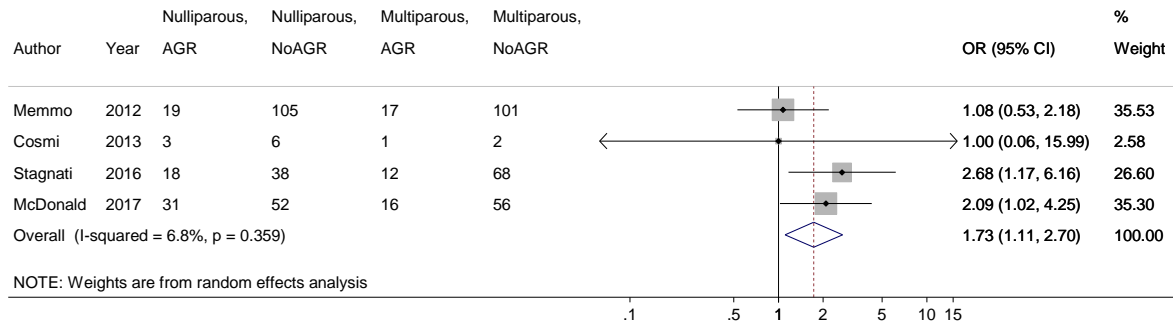 Nulliparous, Nulliparous, Multiparous, Multiparous, %
Author Year AGR NoAGR AGR NoAGR OR (95% CI) Weight
Memmo 2012 19 105 17 101 1.08 (0.53, 2.18) 35.53
Cosmi 2013 3 6 1 2 1.00 (0.06, 15.99) 2.58
Stagnati 2016 18 38 12 68 2.68 (1.17, 6.16) 26.60
McDonald 2017 31 52 16 56 2.09 (1.02, 4.25) 35.30
Overall (I-squared = 6.8%, p = 0.359) 1.73 (1.11, 2.70) 100.00
NOTE: Weights are from random effects analysis
.1 .5 1 2 5 10 15